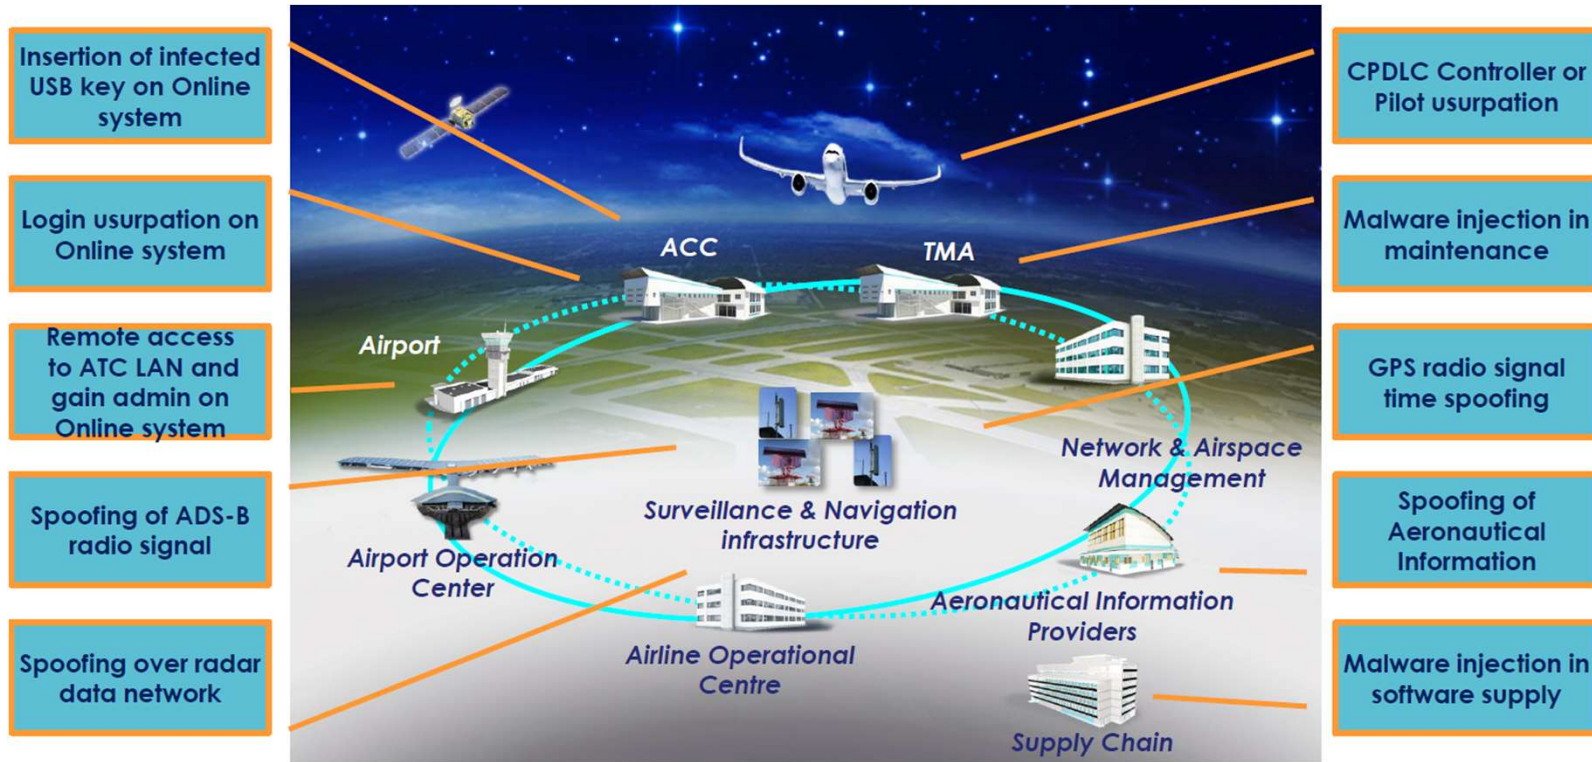 Insertion of infected
USB key on Online
system
Login usurpation on
Online system
Remote access
to ATC LAN and
gain admin on
Online system
Spoofing of ADS-B
radio signal
Spoofing over radar
data network
ACC
TMA
Airport
Network & Airspace
Management
Surveillance & Navigation
infrastructure
Airport Operation
Center
Aeronautical Information
Providers
Airline Operational
Centre
Supply Chain
CPDLC Controller or
Pilot usurpation
Malware injection in
maintenance
GPS radio signal
time spoofing
Spoofing of
Aeronautical
Information
Malware injection in
software supply